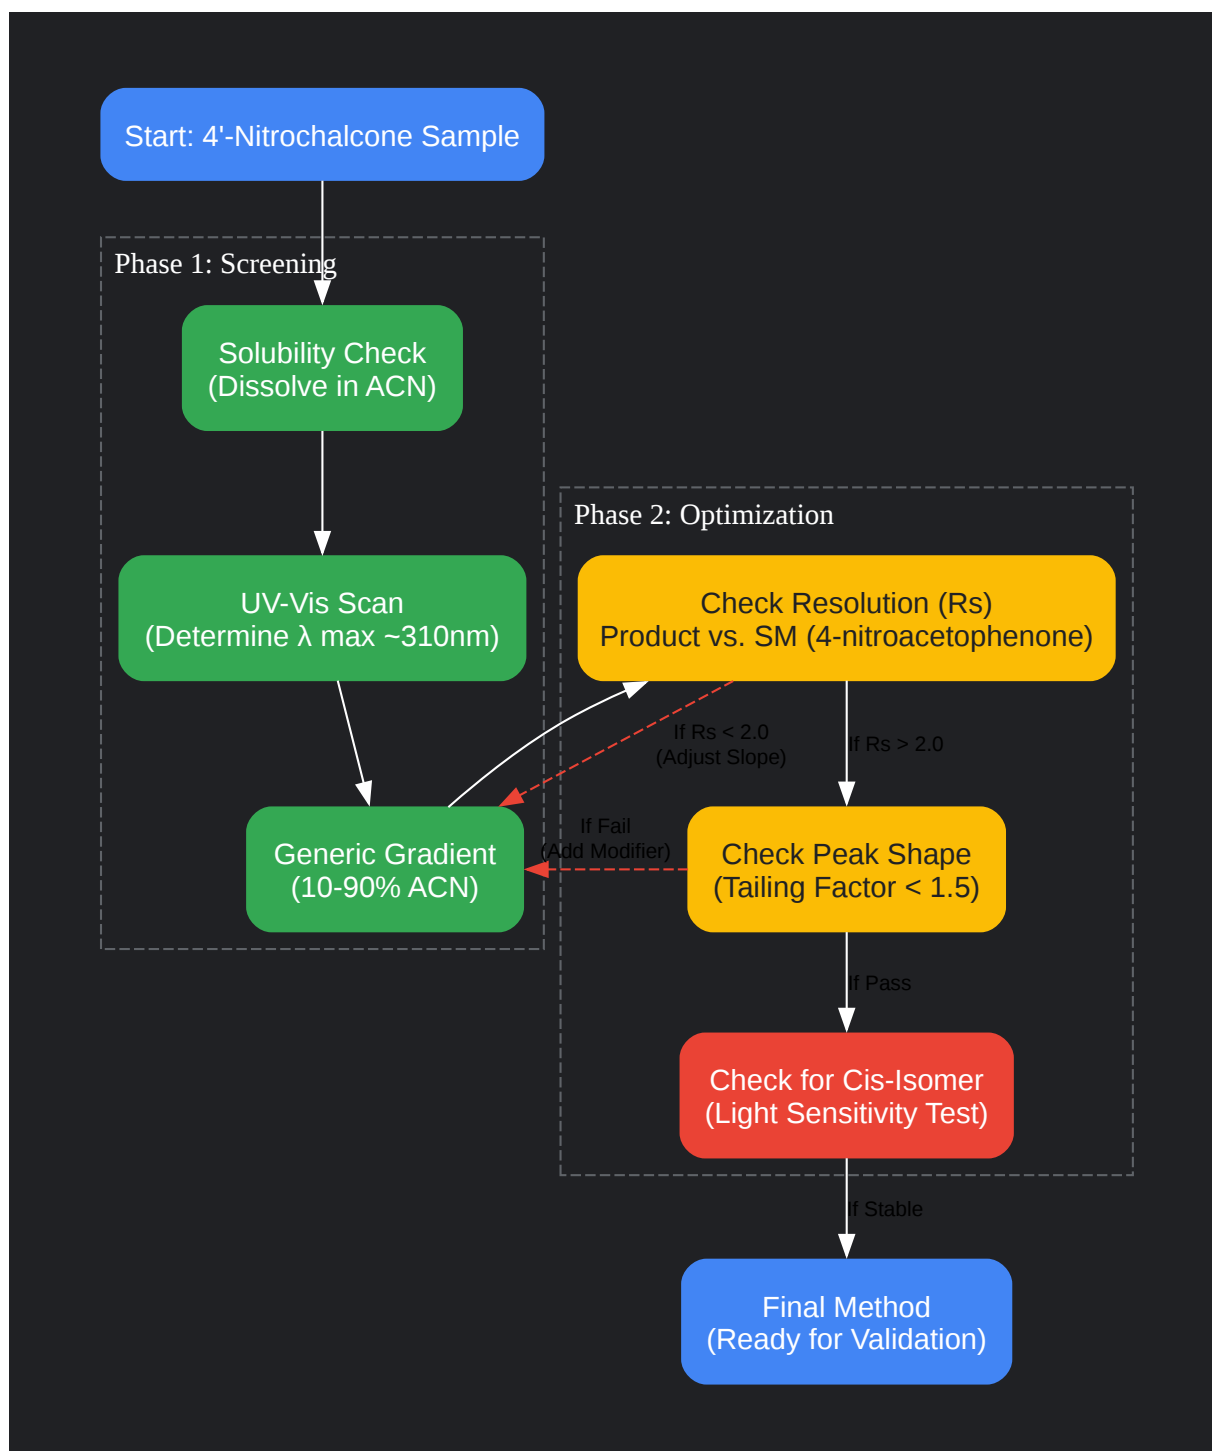 Start: 4'-Nitrochalcone Sample
Phase 1: Screening
Solubility Check
(Dissolve in ACN)
UV-Vis Scan
(Determine λ max ~310nm)
Generic Gradient
(10-90% ACN)
Phase 2: Optimization
Check Resolution (Rs)
Product vs. SM (4-nitroacetophenone)
If Rs < 2.0
(Adjust Slope)
If Rs > 2.0
If Fail
(Add Modifier)
Check Peak Shape
(Tailing Factor < 1.5)
If Pass
Check for Cis-Isomer
(Light Sensitivity Test)
If Stable
Final Method
(Ready for Validation)